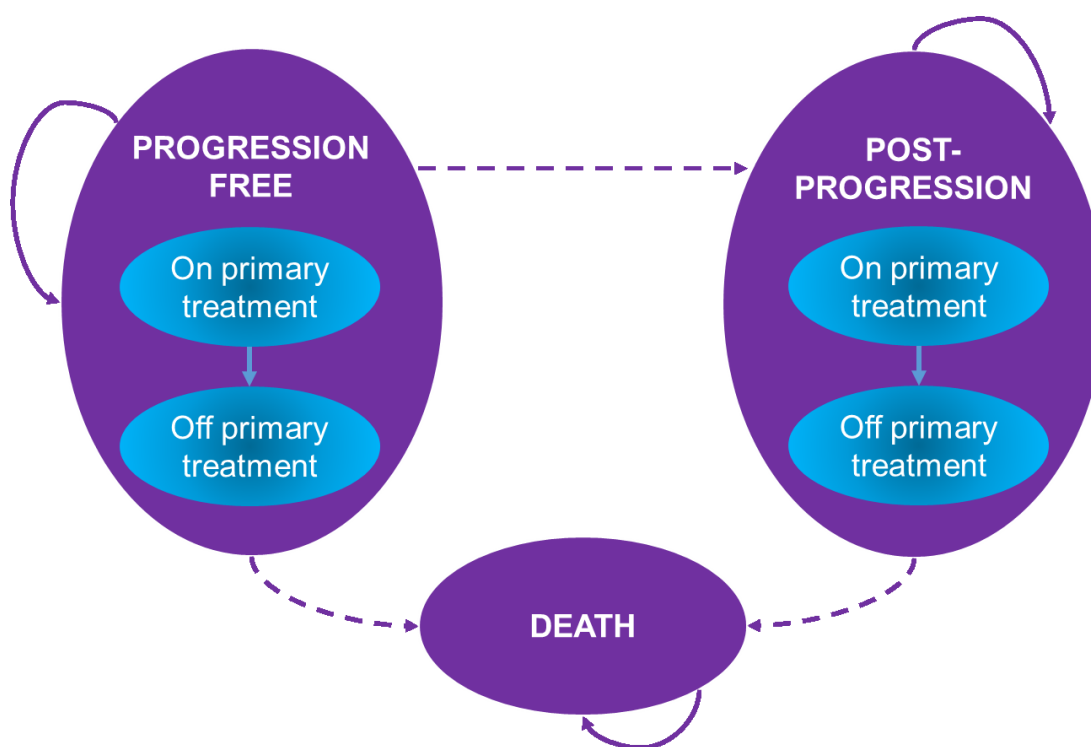 PROGRESSION
FREE
On primary
treatment
Off primary
treatment
POST-
PROGRESSION
On primary
treatment
Off primary
treatment
DEATH